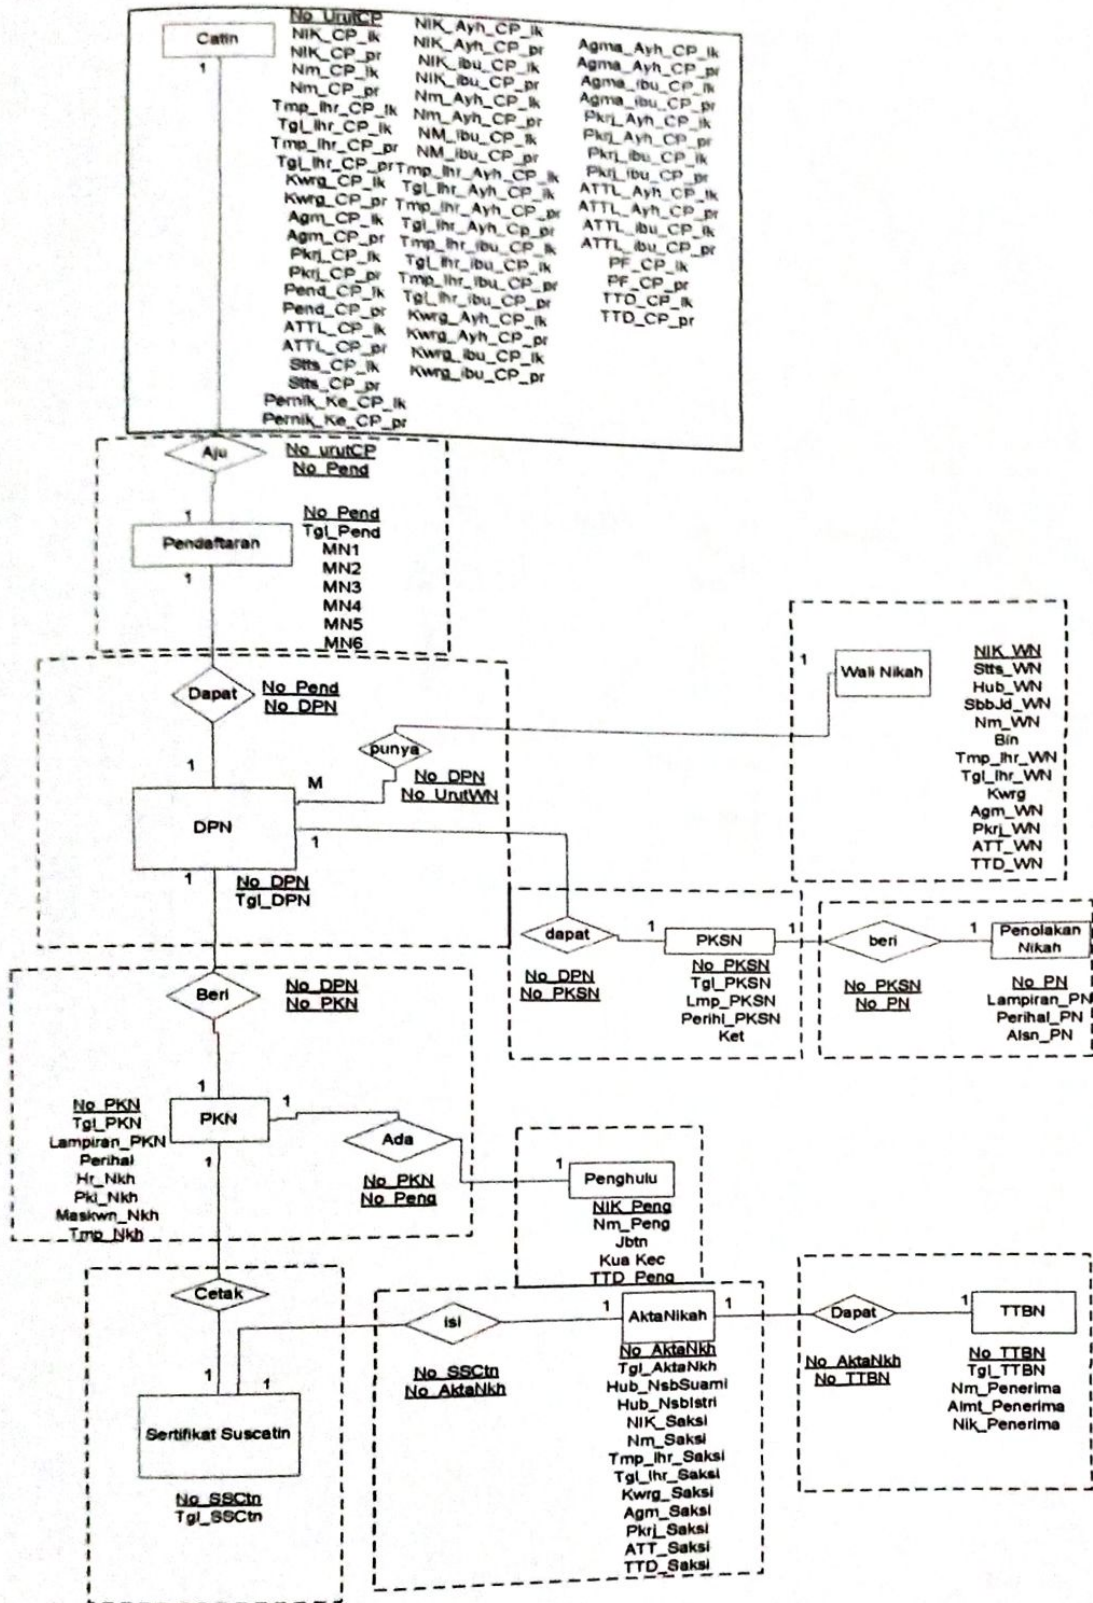 Catin
1
No_UrutCP
NIK_CP_lk
NIK_CP_pr
Nm_CP_lk
Nm_CP_pr
Tmp_lhr_CP_lk
Tgl_lhr_CP_lk
Tmp_lhr_CP_pr
Tgl_lhr_CP_pr
Kwrg_CP_lk
Kwrg_CP_pr
Agm_CP_lk
Agm_CP_pr
Pkrj_CP_lk
Pkrj_CP_pr
Pend_CP_lk
Pend_CP_pr
ATTL_CP_lk
ATTL_CP_pr
Stts_CP_lk
Stts_CP_pr
Pernik_Ke_CP_lk
Pernik_Ke_CP_pr
NIK_Ayh_CP_lk
NIK_Ayh_CP_pr
NIK_ibu_CP_lk
NIK_ibu_CP_pr
Nm_Ayh_CP_lk
Nm_Ayh_CP_pr
NM_ibu_CP_lk
NM_ibu_CP_pr
Tmp_lhr_Ayh_CP_lk
Tgl_lhr_Ayh_CP_lk
Tmp_lhr_Ayh_CP_pr
Tgl_lhr_Ayh_Cp_pr
Tmp_lhr_ibu_CP_lk
Tgl_lhr_ibu_CP_lk
Tmp_lhr_ibu_CP_pr
Tgl_lhr_ibu_CP_pr
Kwrg_Ayh_CP_lk
Kwrg_Ayh_CP_pr
Kwrg_ibu_CP_lk
Kwrg_ibu_CP_pr
Agma_Ayh_CP_lk
Agma_Ayh_CP_pr
Agma_ibu_CP_lk
Agma_ibu_CP_pr
Pkrj_Ayh_CP_lk
Pkrj_Ayh_CP_pr
Pkrj_ibu_CP_lk
Pkrj_ibu_CP_pr
ATTL_Ayh_CP_lk
ATTL_Ayh_CP_pr
ATTL_ibu_CP_lk
ATTL_ibu_CP_pr
PF_CP_lk
PF_CP_pr
TTD_CP_lk
TTD_CP_pr
Aju
No_urutCP
No_Pend
1
Pendaftaran
1
No_Pend
Tgl_Pend
MN1
MN2
MN3
MN4
MN5
MN6
Dapat
No_Pend
No_DPN
1
punya
No_DPN
No_UrutWN
M
1
Wali Nikah
NIK_WN
Stts_WN
Hub_WN
SbbJd_WN
Nm_WN
Bin
Tmp_lhr_WN
Tgl_lhr_WN
Kwrg
Agm_WN
Pkrj_WN
ATT_WN
TTD_WN
DPN
1
1
No_DPN
Tgl_DPN
dapat
No_DPN
No_PKSN
1
PKSN
1
No_PKSN
Tgl_PKSN
Lmp_PKSN
Perihl_PKSN
Ket
beri
No_PKSN
No_PN
1
Penolakan
Nikah
No_PN
Lampiran_PN
Perihal_PN
Alsn_PN
Beri
No_DPN
No_PKN
1
PKN
1
1
No_PKN
Tgl_PKN
Lampiran_PKN
Perihal
Hr_Nkh
Pkl_Nkh
Maskwn_Nkh
Tmp_Nkh
Ada
No_PKN
No_Peng
1
Penghulu
NIK_Peng
Nm_Peng
Jbtn
Kua Kec
TTD_Peng
Cetak
1
1
Sertifikat Suscatin
No_SSCtn
Tgl_SSCtn
isi
No_SSCtn
No_AktaNkh
1
AktaNikah
1
No_AktaNkh
Tgl_AktaNkh
Hub_NsbSuami
Hub_NsbIstri
NIK_Saksi
Nm_Saksi
Tmp_lhr_Saksi
Tgl_lhr_Saksi
Kwrg_Saksi
Agm_Saksi
Pkrj_Saksi
ATT_Saksi
TTD_Saksi
Dapat
No_AktaNkh
No_TTBN
1
TTBN
No_TTBN
Tgl_TTBN
Nm_Penerima
Almt_Penerima
Nik_Penerima